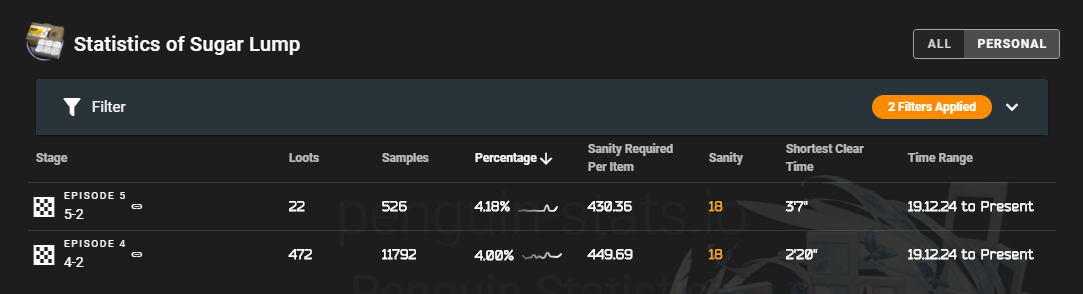 Statistics of Sugar Lump
ALL PERSONAL
Filter
2 Filters Applied
Stage Loots Samples Percentage Sanity Required Per Item Sanity Shortest Clear Time Time Range
EPISODE 5
5-2 22 526 4.18% 430.36 18 3'7" 19.12.24 to Present
EPISODE 4
4-2 472 11792 4.00% 449.69 18 2'20" 19.12.24 to Present
penguin-stats.io
Penguin Statistics